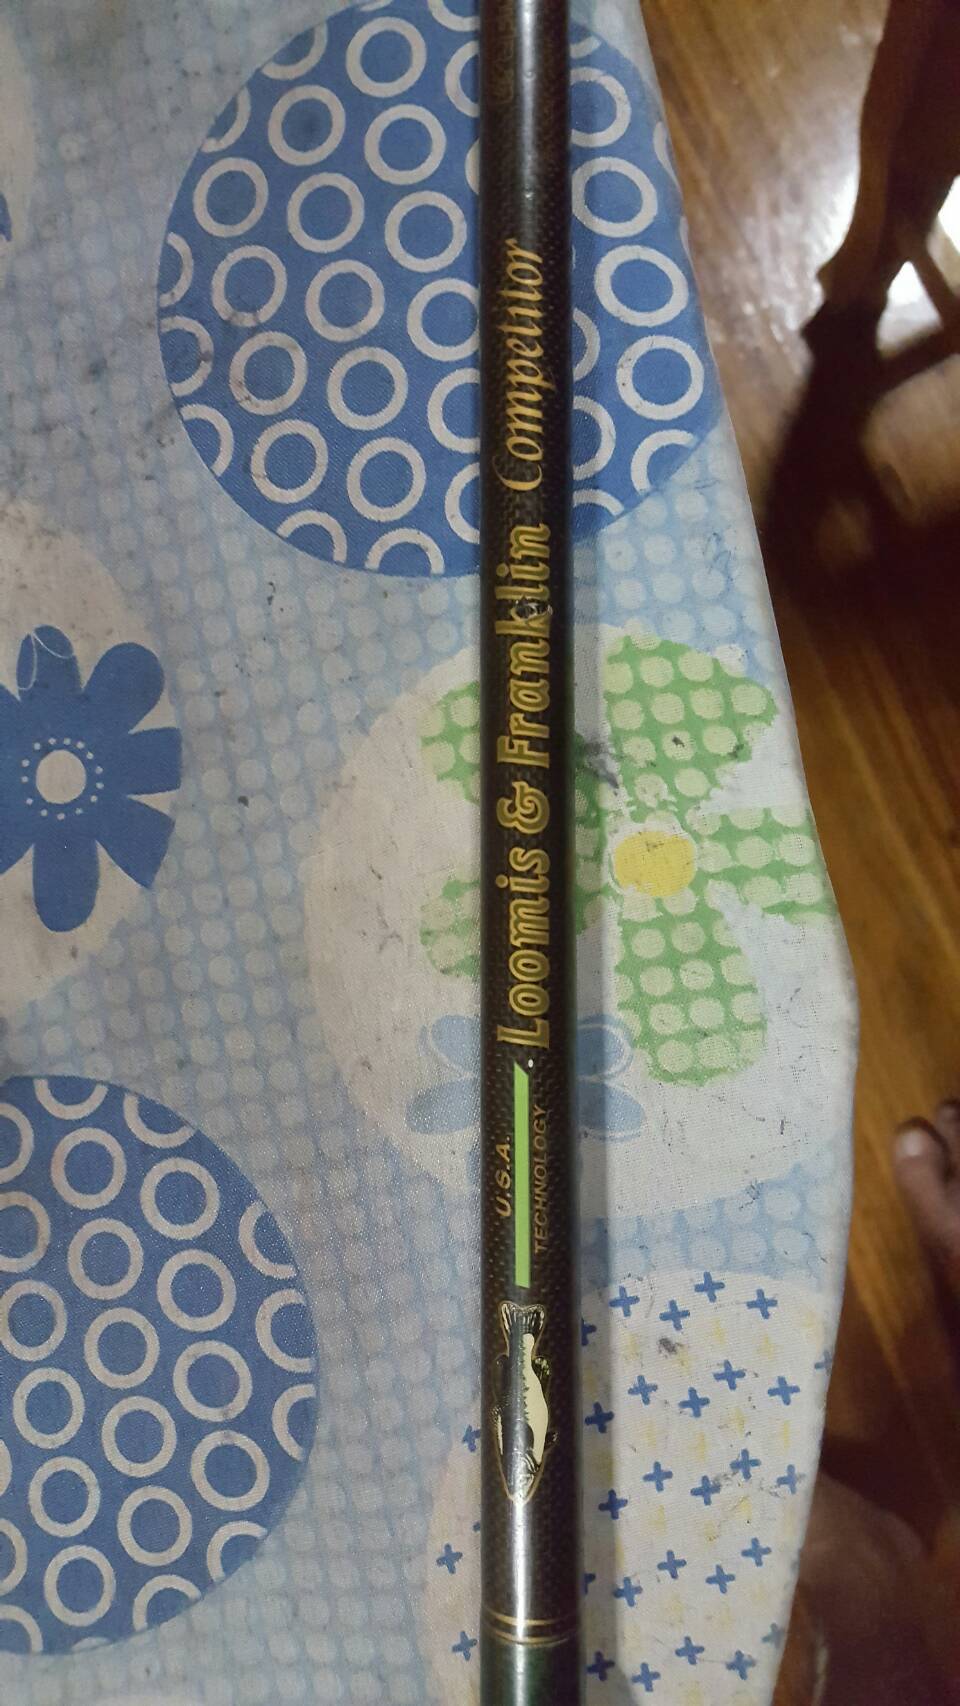 Loomis & Franklin Competitor
U.S.A.
TECHNOLOGY